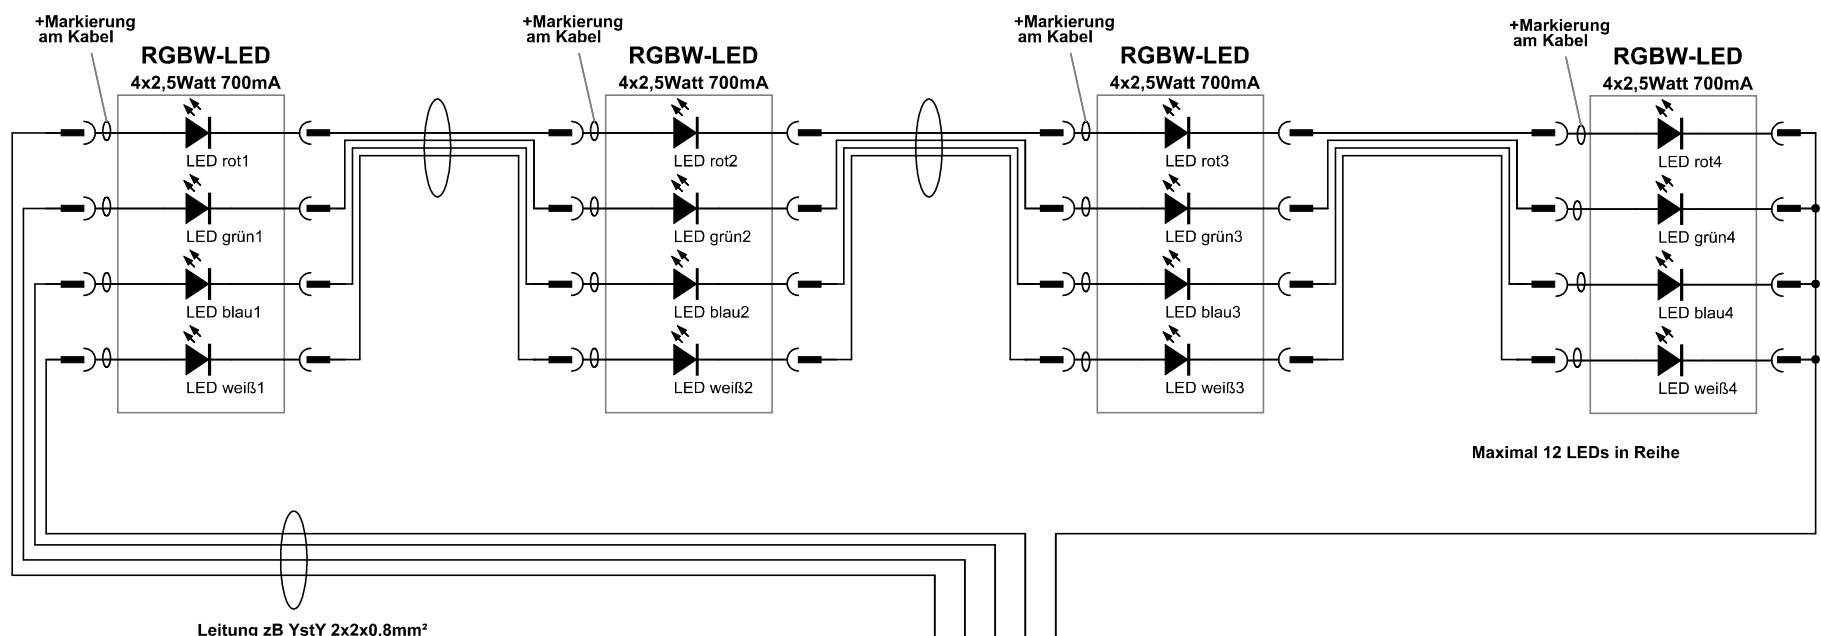 +Markierung
am Kabel
RGBW-LED
4x2,5Watt 700mA
LED rot1
LED grün1
LED blau1
LED weiß1
+Markierung
am Kabel
RGBW-LED
4x2,5Watt 700mA
LED rot2
LED grün2
LED blau2
LED weiß2
+Markierung
am Kabel
RGBW-LED
4x2,5Watt 700mA
LED rot3
LED grün3
LED blau3
LED weiß3
+Markierung
am Kabel
RGBW-LED
4x2,5Watt 700mA
LED rot4
LED grün4
LED blau4
LED weiß4
Maximal 12 LEDs in Reihe
Leitung zB YstY 2x2x0,8mm²